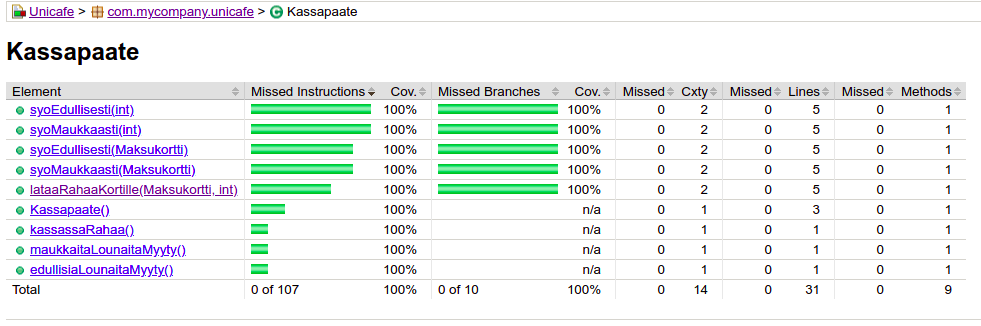 Unicafe > com.mycompany.unicafe > Kassapaate
Kassapaate
Element Missed Instructions Cov. Missed Branches Cov. Missed Cxty Missed Lines Missed Methods
syoEdullisesti(int) 100% 100% 0 2 0 5 0 1
syoMaukkaasti(int) 100% 100% 0 2 0 5 0 1
syoEdullisesti(Maksukortti) 100% 100% 0 2 0 5 0 1
syoMaukkaasti(Maksukortti) 100% 100% 0 2 0 5 0 1
lataaRahaaKortille(Maksukortti, int) 100% 100% 0 2 0 5 0 1
Kassapaate() 100% n/a 0 1 0 3 0 1
kassassaRahaa() 100% n/a 0 1 0 1 0 1
maukkaitaLounaitaMyyty() 100% n/a 0 1 0 1 0 1
edullisiaLounaitaMyyty() 100% n/a 0 1 0 1 0 1
Total 0 of 107 100% 0 of 10 100% 0 14 0 31 0 9